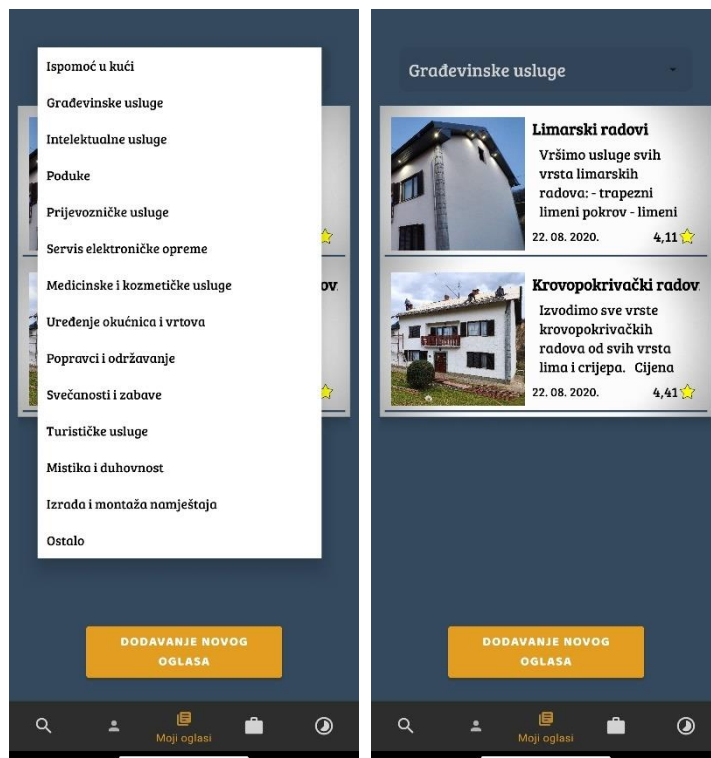 Ispomoć u kući
Građevinske usluge
Intelektualne usluge
Poduke
Prijevozničke usluge
Servis elektroničke opreme
Medicinske i kozmetičke usluge
Uređenje okućnica i vrtova
Popravci i održavanje
Svečanosti i zabave
Turističke usluge
Mistika i duhovnost
Izrada i montaža namještaja
Ostalo
ov
DODAVANJE NOVOG
OGLASA
Moji oglasi
Građevinske usluge
Limarski radovi
Vršimo usluge svih
vrsta limarskih
radova: - trapezni
limeni pokrov - limeni
22. 08. 2020. 4,11
Krovopokrivački radov
Izvodimo sve vrste
krovopokrivačkih
radova od svih vrsta
lima i crijepa. Cijena
22. 08. 2020. 4,41
DODAVANJE NOVOG
OGLASA
Moji oglasi